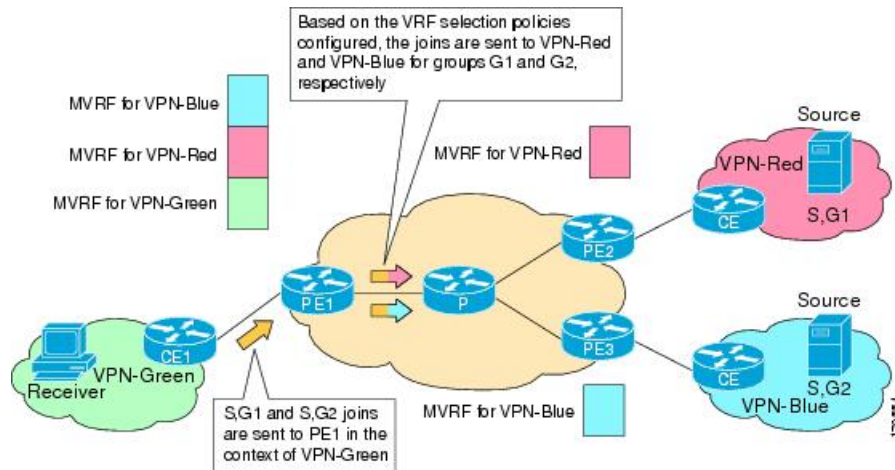 Based on the VRF selection policies
configured, the joins are sent to VPN-Red
and VPN-Blue for groups G1 and G2,
respectively
MVRF for VPN-Blue
MVRF for VPN-Red
MVRF for VPN-Green
MVRF for VPN-Red
Source
VPN-Red
S,G1
CE
PE2
PE1
P
CE1
PE3
Receiver
VPN-Green
Source
CE
S,G2
VPN-Blue
MVRF for VPN-Blue
S,G1 and S,G2 joins
are sent to PE1 in the
context of VPN-Green